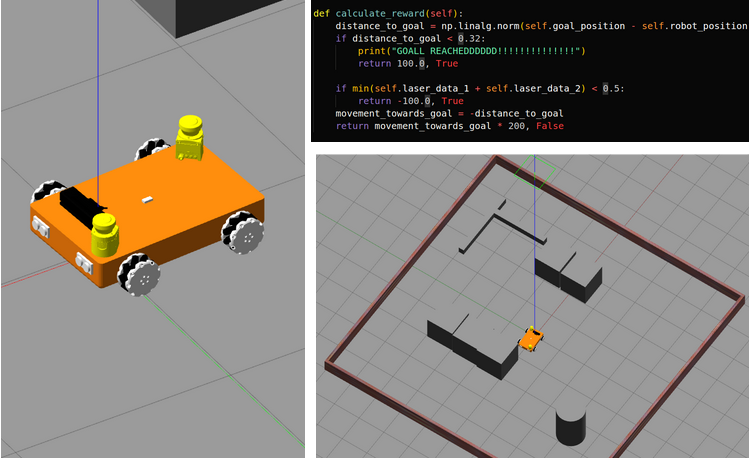 def calculate_reward(self):
    distance_to_goal = np.linalg.norm(self.goal_position - self.robot_position
    if distance_to_goal < 0.32:
        print("GOALL REACHEDDDDDD!!!!!!!!!!!!!!")
        return 100.0, True
    if min(self.laser_data_1 + self.laser_data_2) < 0.5:
        return -100.0, True
    movement_towards_goal = -distance_to_goal
    return movement_towards_goal * 200, False